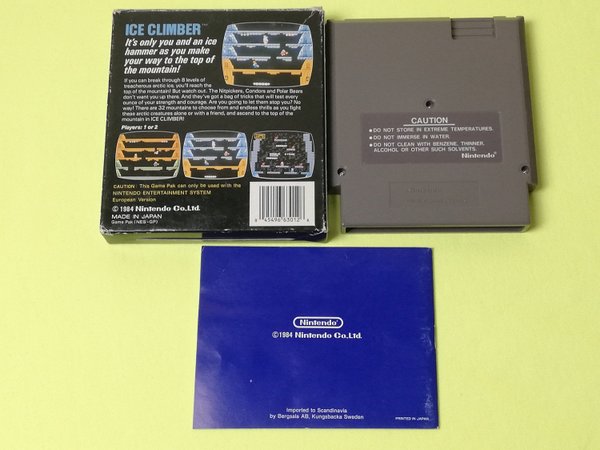 ICE CLIMBER™
It's only you and an ice
hammer as you make
your way to the top of
the mountain!
If you can break through 8 levels of
treacherous arctic ice, you'll reach the
top of the mountain! But watch out. The Nitpickers, Condors and Polar Bears
don't want you up there. And they've got a bag of tricks that will test every
ounce of your strength and courage. Are you going to let them stop you? No
way! There are 32 mountains to choose from and endless thrills as you fight
these arctic creatures alone or with a friend, and ascend to the top of the
mountain in ICE CLIMBER!
Players: 1 or 2
CAUTION: This Game Pak can only be used with the
NINTENDO ENTERTAINMENT SYSTEM
European Version
© 1984 Nintendo Co., Ltd.
MADE IN JAPAN
Game Pak (NES-GP)
45496 63012
CAUTION
●DO NOT STORE IN EXTREME TEMPERATURES.
●DO NOT IMMERSE IN WATER.
●DO NOT CLEAN WITH BENZENE, THINNER,
ALCOHOL OR OTHER SUCH SOLVENTS.
Nintendo
Nintendo
©1984 Nintendo Co., Ltd.
Imported to Scandinavia
by Bergsala AB, Kungsbacka Sweden
PRINTED IN JAPAN